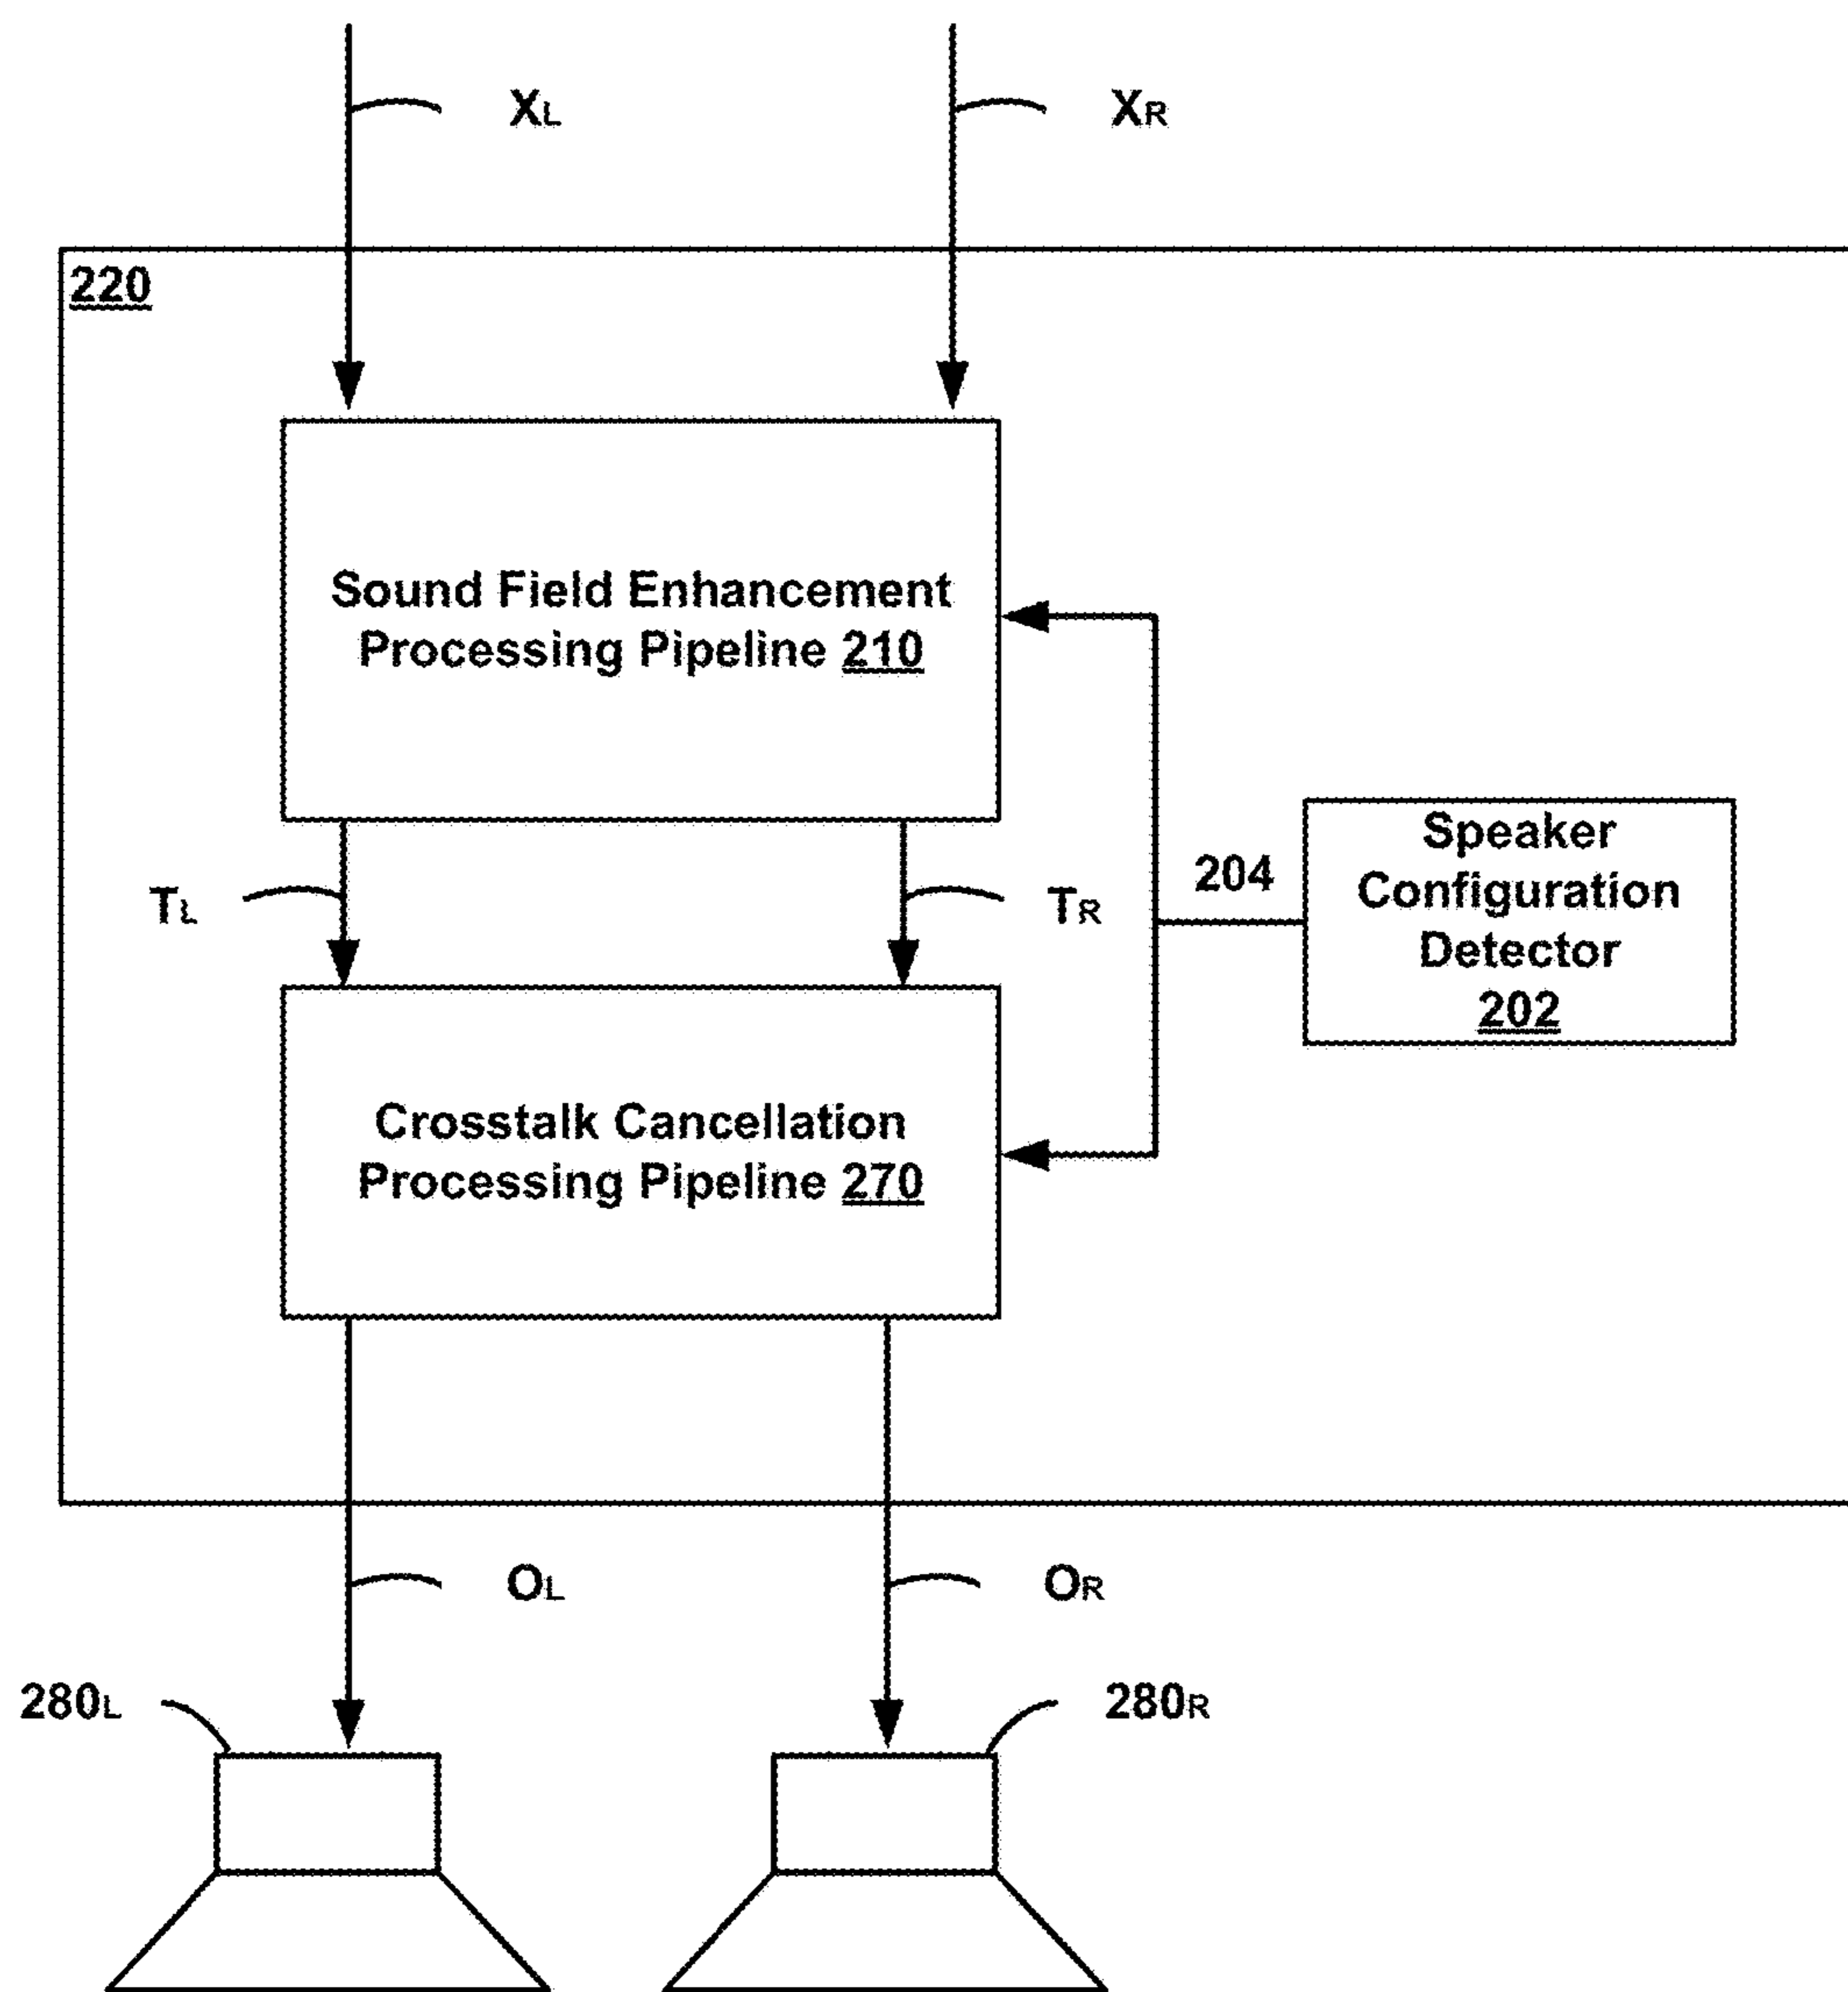 XL
XR
220
Sound Field Enhancement
Processing Pipeline 210
TL
TR
204
Speaker
Configuration
Detector
202
Crosstalk Cancellation
Processing Pipeline 270
OL
OR
280L
280R